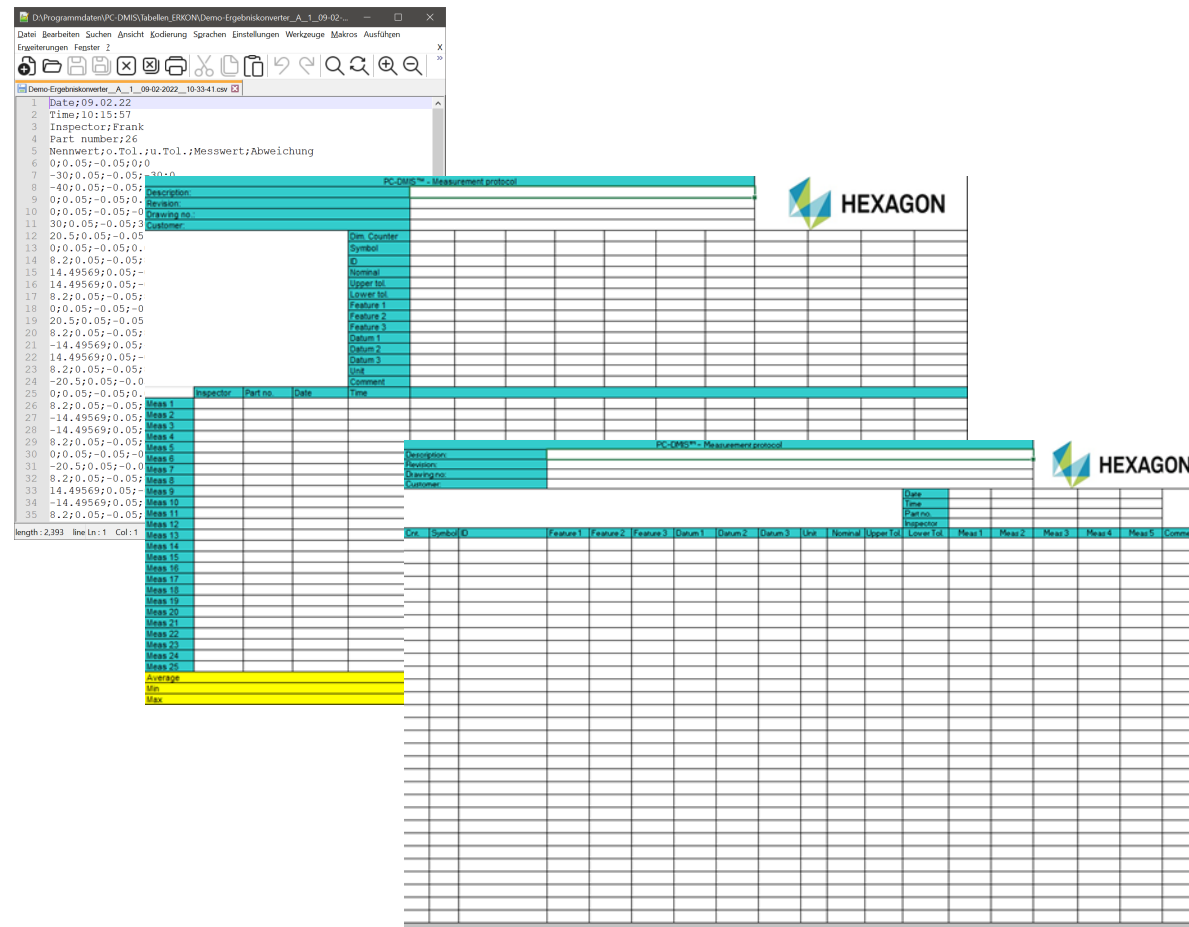 D:\Programmdaten\PC-DMIS\Tabellen_ERKON\Demo-Ergebniskonverter__A__1__09-02-...
Datei Bearbeiten Suchen Ansicht Kodierung Sprachen Einstellungen Werkzeuge Makros Ausführen
Erweiterungen Fenster ? X
Demo-Ergebniskonverter__A__1__09-02-2022__10-33-41.csv
1 Date;09.02.22
2 Time;10:15:57
3 Inspector;Frank
4 Part number;26
5 Nennwert;o.Tol.;u.Tol.;Messwert;Abweichung
6 0;0.05;-0.05;0;0
7 -30;0.05;-0.05;-30;0
8 -40;0.05;-0.05;
9 0;0.05;-0.05;0.
10 0;0.05;-0.05;-0
11 30;0.05;-0.05;3
12 20.5;0.05;-0.05
13 0;0.05;-0.05;0.
14 8.2;0.05;-0.05;
15 14.49569;0.05;-
16 14.49569;0.05;-
17 8.2;0.05;-0.05;
18 0;0.05;-0.05;-0
19 20.5;0.05;-0.05
20 8.2;0.05;-0.05;
21 -14.49569;0.05;
22 14.49569;0.05;-
23 8.2;0.05;-0.05;
24 -20.5;0.05;-0.0
25 0;0.05;-0.05;0.
26 8.2;0.05;-0.05;
27 -14.49569;0.05;
28 -14.49569;0.05;
29 8.2;0.05;-0.05;
30 0;0.05;-0.05;-0
31 -20.5;0.05;-0.0
32 8.2;0.05;-0.05;
33 14.49569;0.05;-
34 -14.49569;0.05;
35 8.2;0.05;-0.05;
length : 2,393 line Ln : 1 Col : 1
PC-DMIS™ - Measurement protocol
Description:
Revision:
Drawing no.:
Customer:
HEXAGON
Dim. Counter
Symbol
ID
Nominal
Upper tol.
Lower tol.
Feature 1
Feature 2
Feature 3
Datum 1
Datum 2
Datum 3
Unit
Comment
Inspector Part no. Date Time
Meas 1
Meas 2
Meas 3
Meas 4
Meas 5
Meas 6
Meas 7
Meas 8
Meas 9
Meas 10
Meas 11
Meas 12
Meas 13
Meas 14
Meas 15
Meas 16
Meas 17
Meas 18
Meas 19
Meas 20
Meas 21
Meas 22
Meas 23
Meas 24
Meas 25
Average
Min
Max
PC-DMIS™ - Measurement protocol
Description:
Revision:
Drawing no:
Customer:
HEXAGON
Date
Time
Part no.
Inspector
Cnt. Symbol ID Feature 1 Feature 2 Feature 3 Datum 1 Datum 2 Datum 3 Unit Nominal Upper Tol. Lower Tol. Meas 1 Meas 2 Meas 3 Meas 4 Meas 5 Comme